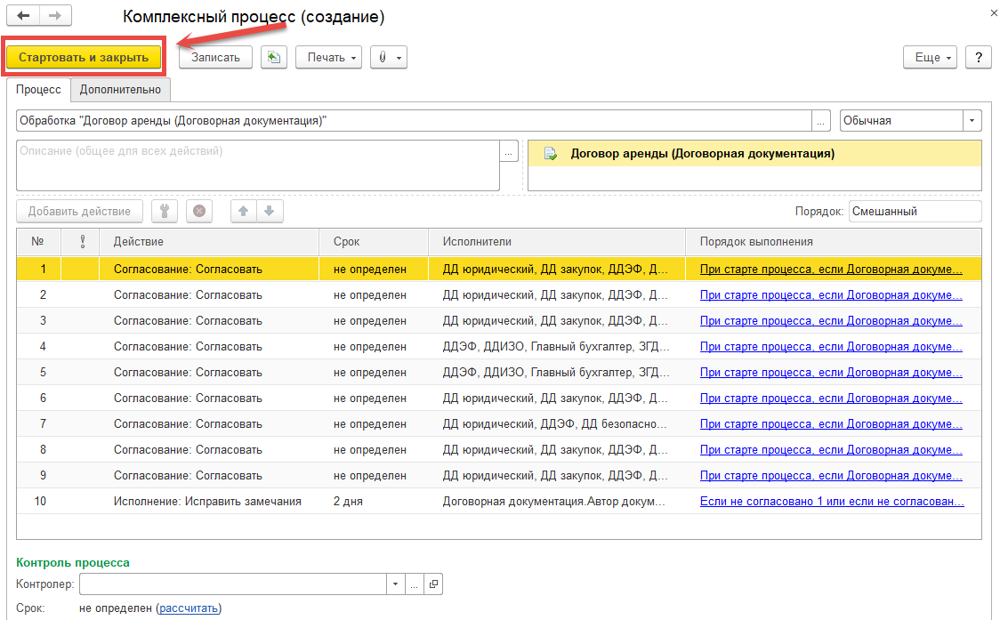 Комплексный процесс (создание)
Стартовать и закрыть Записать Печать Еще ?
Процесс Дополнительно
Обработка "Договор аренды (Договорная документация)" ... Обычная
Описание (общее для всех действий) ... Договор аренды (Договорная документация)
Добавить действие Порядок: Смешанный
№ ! Действие Срок Исполнители Порядок выполнения
1 Согласование: Согласовать не определен ДД юридический, ДД закупок, ДДЭФ, Д... При старте процесса, если Договорная докуме...
2 Согласование: Согласовать не определен ДД юридический, ДД закупок, ДДЭФ, Д... При старте процесса, если Договорная докуме...
3 Согласование: Согласовать не определен ДД юридический, ДД закупок, ДДЭФ, Д... При старте процесса, если Договорная докуме...
4 Согласование: Согласовать не определен ДДЭФ, ДДИЗО, Главный бухгалтер, ЗГД... При старте процесса, если Договорная докуме...
5 Согласование: Согласовать не определен ДДЭФ, ДДИЗО, Главный бухгалтер, ЗГД... При старте процесса, если Договорная докуме...
6 Согласование: Согласовать не определен ДД юридический, ДД закупок, ДДЭФ, Д... При старте процесса, если Договорная докуме...
7 Согласование: Согласовать не определен ДД юридический, ДДЭФ, ДД безопасно... При старте процесса, если Договорная докуме...
8 Согласование: Согласовать не определен ДД юридический, ДД закупок, ДДЭФ, Д... При старте процесса, если Договорная докуме...
9 Согласование: Согласовать не определен ДД юридический, ДД закупок, ДДЭФ, Д... При старте процесса, если Договорная докуме...
10 Исполнение: Исправить замечания 2 дня Договорная документация.Автор докум... Если не согласовано 1 или если не согласован...
Контроль процесса
Контролер: ...
Срок: не определен (рассчитать)